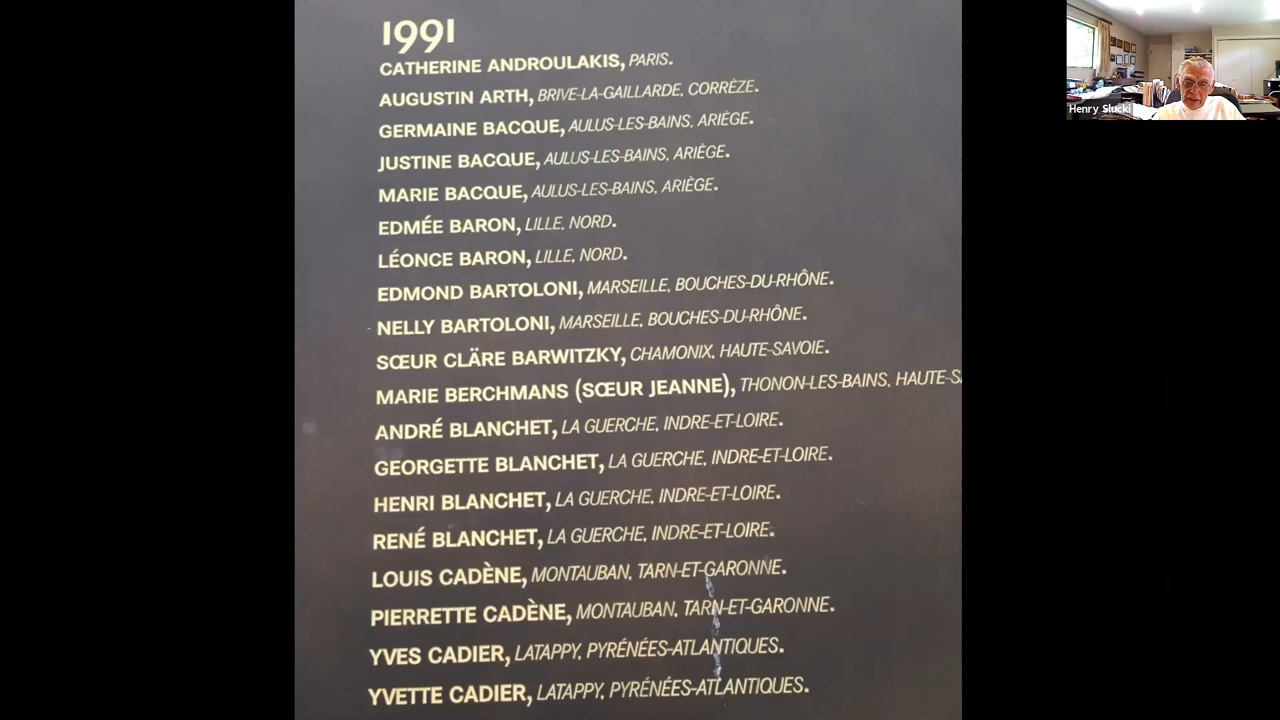 1991
CATHERINE ANDROULAKIS, PARIS.
AUGUSTIN ARTH, BRIVE-LA-GAILLARDE, CORRÈZE.
GERMAINE BACQUE, AULUS-LES-BAINS, ARIÈGE.
JUSTINE BACQUE, AULUS-LES-BAINS, ARIÈGE.
MARIE BACQUE, AULUS-LES-BAINS, ARIÈGE.
EDMÉE BARON, LILLE, NORD.
LÉONCE BARON, LILLE, NORD.
EDMOND BARTOLONI, MARSEILLE, BOUCHES-DU-RHÔNE.
NELLY BARTOLONI, MARSEILLE, BOUCHES-DU-RHÔNE.
SŒUR CLÄRE BARWITZKY, CHAMONIX, HAUTE-SAVOIE.
MARIE BERCHMANS (SŒUR JEANNE), THONON-LES-BAINS, HAUTE-S
ANDRÉ BLANCHET, LA GUERCHE, INDRE-ET-LOIRE.
GEORGETTE BLANCHET, LA GUERCHE, INDRE-ET-LOIRE.
HENRI BLANCHET, LA GUERCHE, INDRE-ET-LOIRE.
RENÉ BLANCHET, LA GUERCHE, INDRE-ET-LOIRE.
LOUIS CADÈNE, MONTAUBAN, TARN-ET-GARONNE.
PIERRETTE CADÈNE, MONTAUBAN, TARN-ET-GARONNE.
YVES CADIER, LATAPPY, PYRÉNÉES-ATLANTIQUES.
YVETTE CADIER, LATAPPY, PYRÉNÉES-ATLANTIQUES.
Henry Slucki